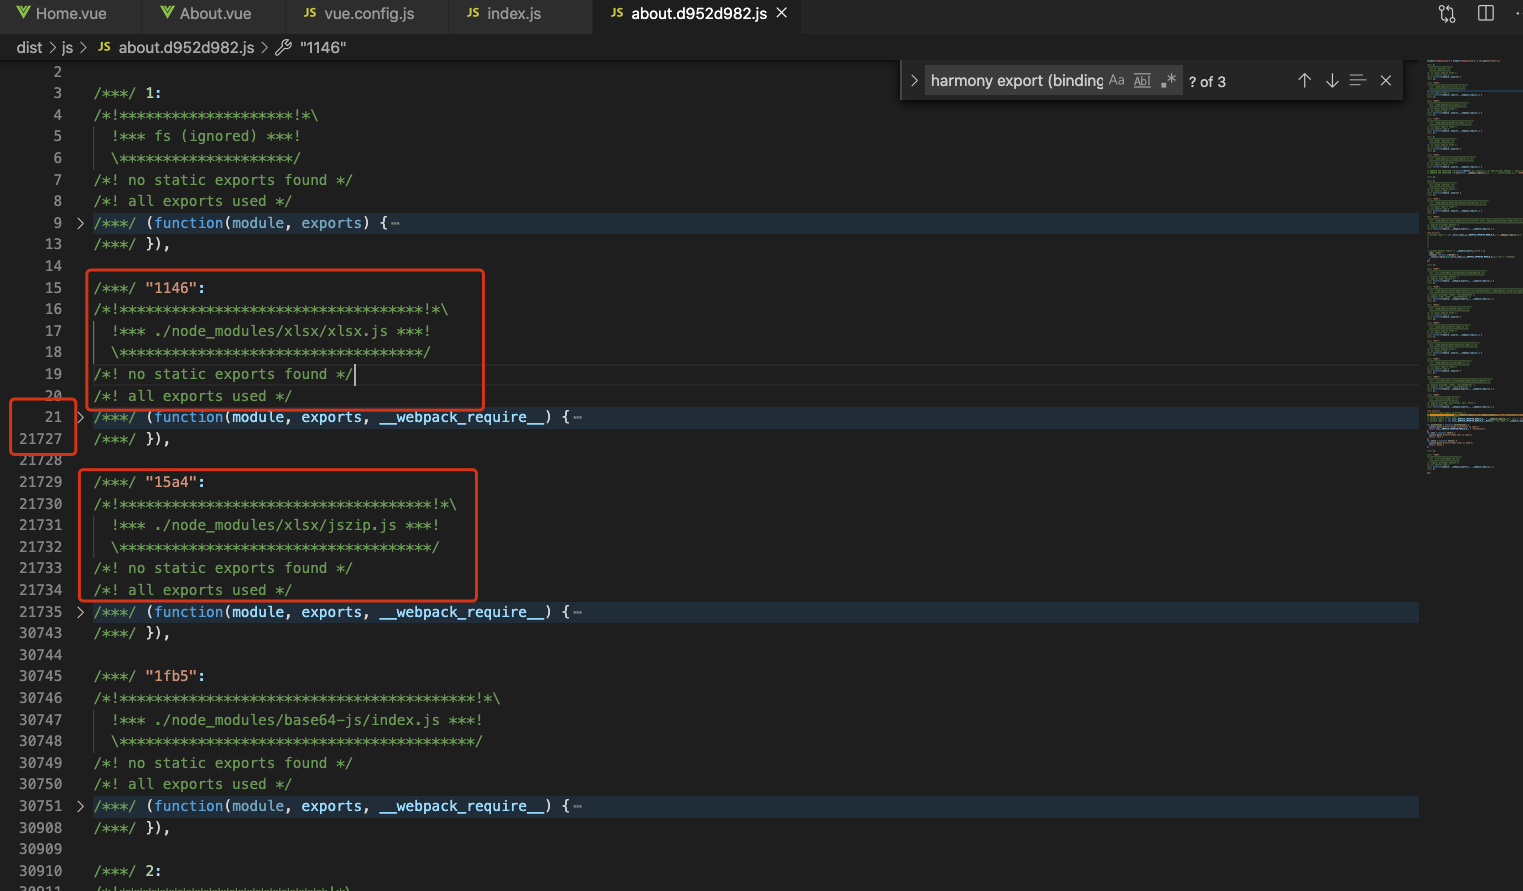 Home.vue About.vue JS vue.config.js JS index.js JS about.d952d982.js ×
dist > js > JS about.d952d982.js > "1146"
harmony export (binding Aa Abl .* ? of 3
2
3 /***/ 1:
4 /*!********************!*\
5 !*** fs (ignored) ***!
6 \********************/
7 /*! no static exports found */
8 /*! all exports used */
9 /***/ (function(module, exports) {⋯
13 /***/ }),
14
15 /***/ "1146":
16 /*!***********************************!*\
17 !*** ./node_modules/xlsx/xlsx.js ***!
18 \***********************************/
19 /*! no static exports found */
20 /*! all exports used */
21 /***/ (function(module, exports, __webpack_require__) {⋯
21727 /***/ }),
21728
21729 /***/ "15a4":
21730 /*!************************************!*\
21731 !*** ./node_modules/xlsx/jszip.js ***!
21732 \************************************/
21733 /*! no static exports found */
21734 /*! all exports used */
21735 /***/ (function(module, exports, __webpack_require__) {⋯
30743 /***/ }),
30744
30745 /***/ "1fb5":
30746 /*!*****************************************!*\
30747 !*** ./node_modules/base64-js/index.js ***!
30748 \*****************************************/
30749 /*! no static exports found */
30750 /*! all exports used */
30751 /***/ (function(module, exports, __webpack_require__) {⋯
30908 /***/ }),
30909
30910 /***/ 2: